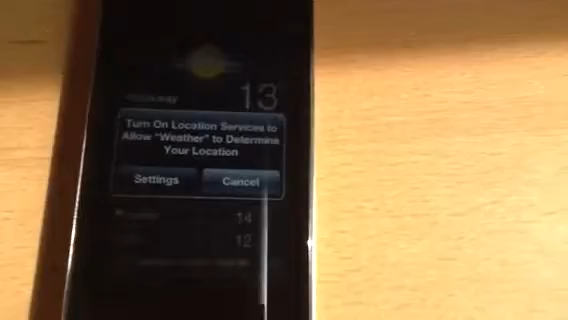 13
Turn On Location Services to
Allow "Weather" to Determine
Your Location
Settings Cancel
14
12